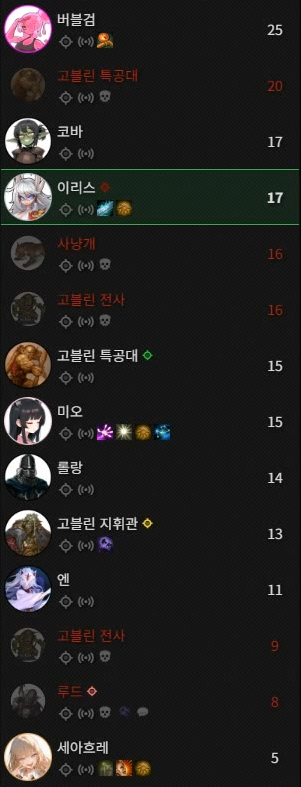 버블검 25
고블린 특공대 20
코바 17
이리스 17
사냥개 16
고블린 전사 16
고블린 특공대 15
미오 15
롤랑 14
고블린 지휘관 13
엔 11
고블린 전사 9
루드 8
세아흐레 5